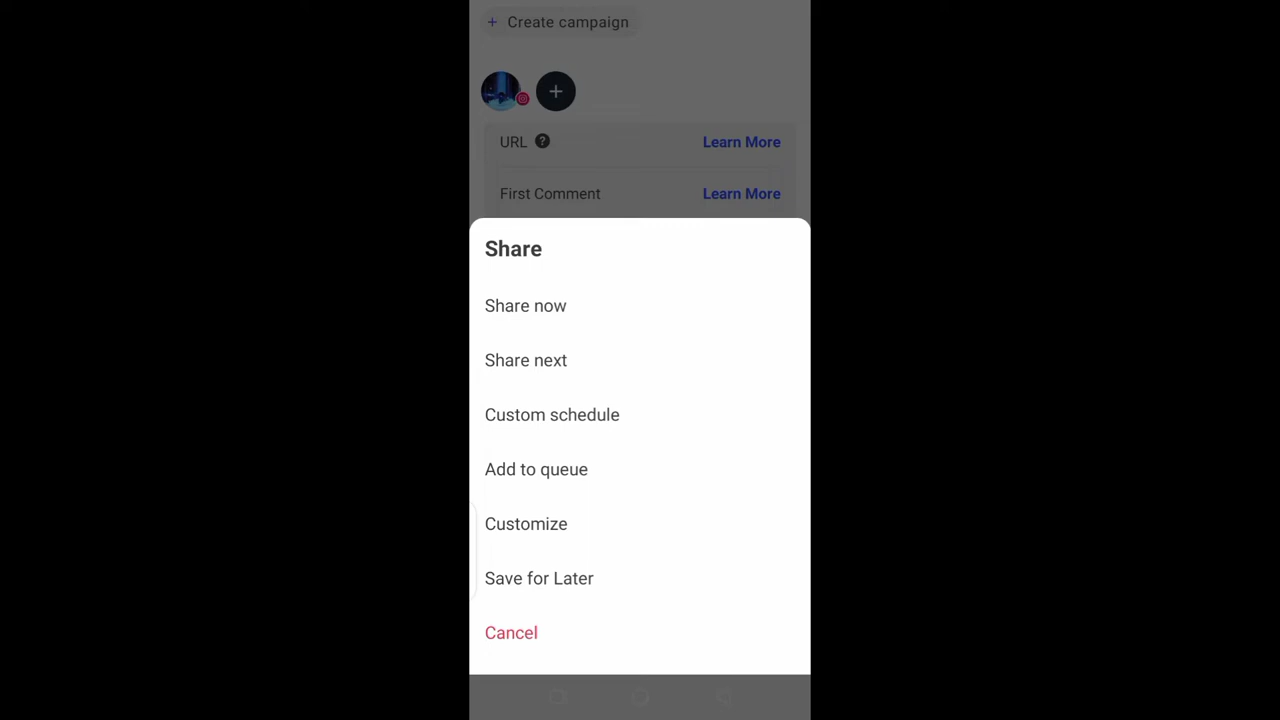 + Create campaign
URL ? Learn More
First Comment Learn More
Share
Share now
Share next
Custom schedule
Add to queue
Customize
Save for Later
Cancel